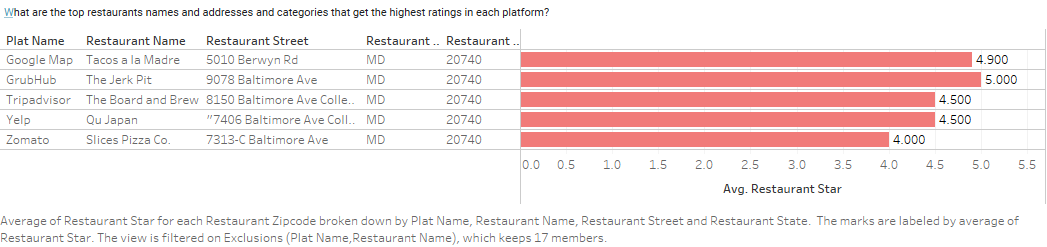 What are the top restaurants names and addresses and categories that get the highest ratings in each platform?
Plat Name Restaurant Name Restaurant Street Restaurant .. Restaurant ..
Google Map Tacos a la Madre 5010 Berwyn Rd MD 20740 4.900
GrubHub The Jerk Pit 9078 Baltimore Ave MD 20740 5.000
Tripadvisor The Board and Brew 8150 Baltimore Ave Colle.. MD 20740 4.500
Yelp Qu Japan "7406 Baltimore Ave Coll.. MD 20740 4.500
Zomato Slices Pizza Co. 7313-C Baltimore Ave MD 20740 4.000
0.0 0.5 1.0 1.5 2.0 2.5 3.0 3.5 4.0 4.5 5.0 5.5
Avg. Restaurant Star
Average of Restaurant Star for each Restaurant Zipcode broken down by Plat Name, Restaurant Name, Restaurant Street and Restaurant State. The marks are labeled by average of
Restaurant Star. The view is filtered on Exclusions (Plat Name,Restaurant Name), which keeps 17 members.